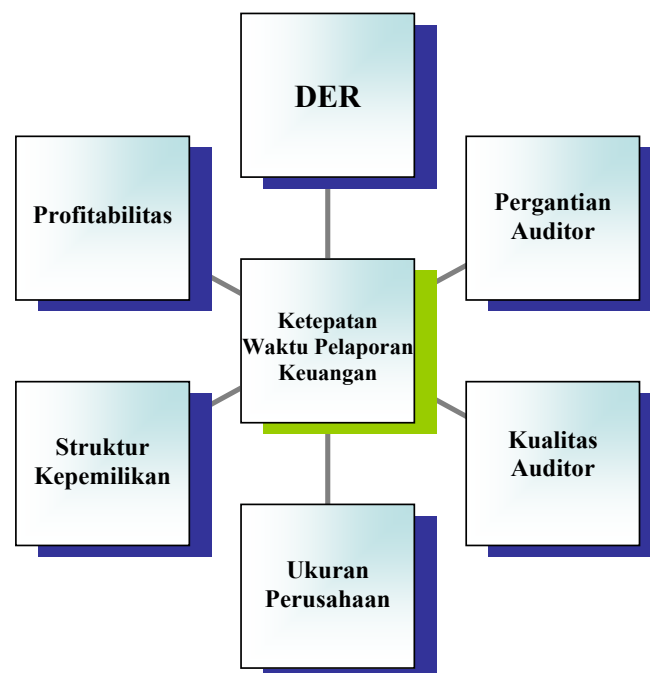 DER
Profitabilitas
Pergantian
Auditor
Ketepatan
Waktu Pelaporan
Keuangan
Struktur
Kepemilikan
Kualitas
Auditor
Ukuran
Perusahaan